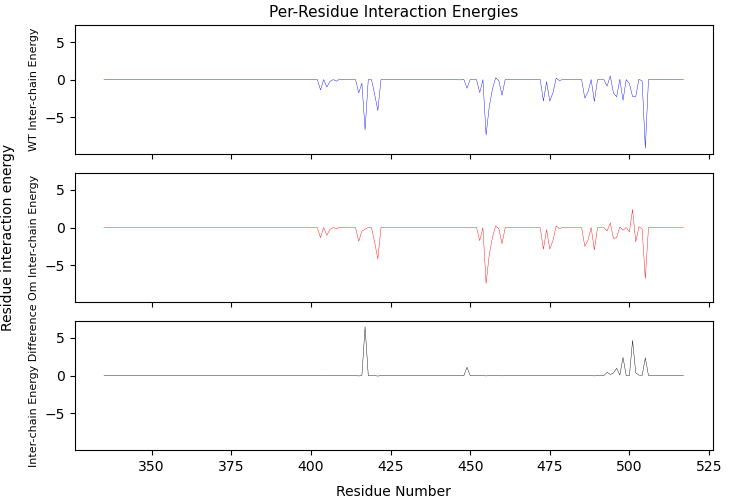 Per-Residue Interaction Energies
Residue interaction energy
WT Inter-chain Energy
5
0
−5
Om Inter-chain Energy
5
0
−5
Inter-chain Energy Difference
5
0
−5
350
375
400
425
450
475
500
525
Residue Number